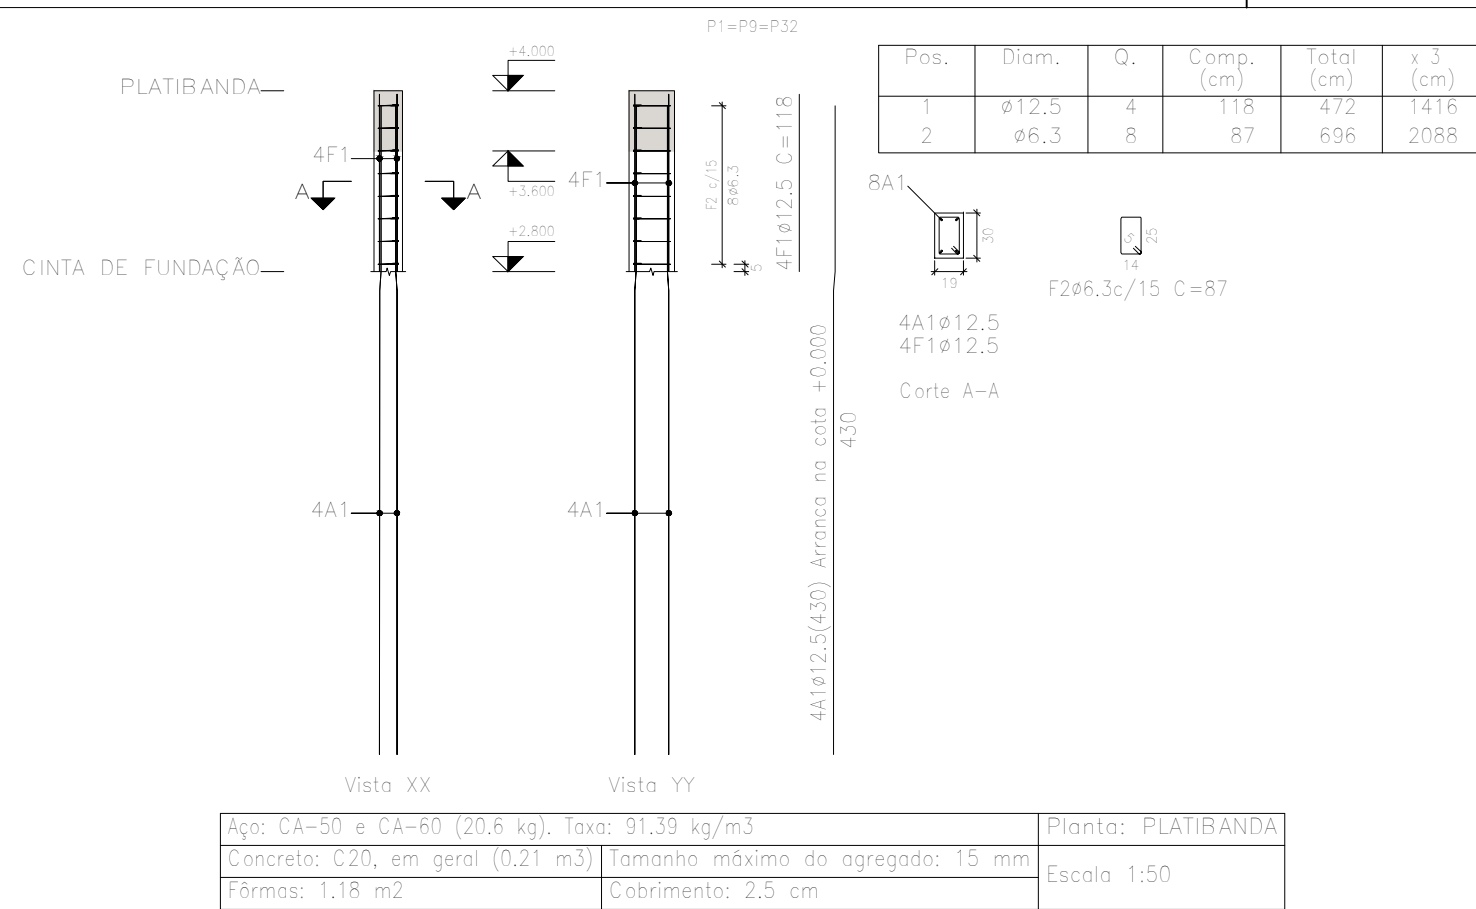 P1=P9=P32
PLATIBANDA
CINTA DE FUNDAÇÃO
4F1
A
A
4A1
Vista XX
+4.000
+3.600
+2.800
4F1
4A1
Vista YY
F2 c/15
8ø6.3
5
4F1ø12.5 C=118
4A1ø12.5(430) Arranca na cota +0.000
430
Pos. Diam. Q. Comp. (cm) Total (cm) x 3 (cm)
1 ø12.5 4 118 472 1416
2 ø6.3 8 87 696 2088
8A1
30
19
4A1ø12.5
4F1ø12.5
Corte A-A
5
25
14
F2ø6.3c/15 C=87
Aço: CA-50 e CA-60 (20.6 kg). Taxa: 91.39 kg/m3
Planta: PLATIBANDA
Concreto: C20, em geral (0.21 m3)
Tamanho máximo do agregado: 15 mm
Escala 1:50
Fôrmas: 1.18 m2
Cobrimento: 2.5 cm